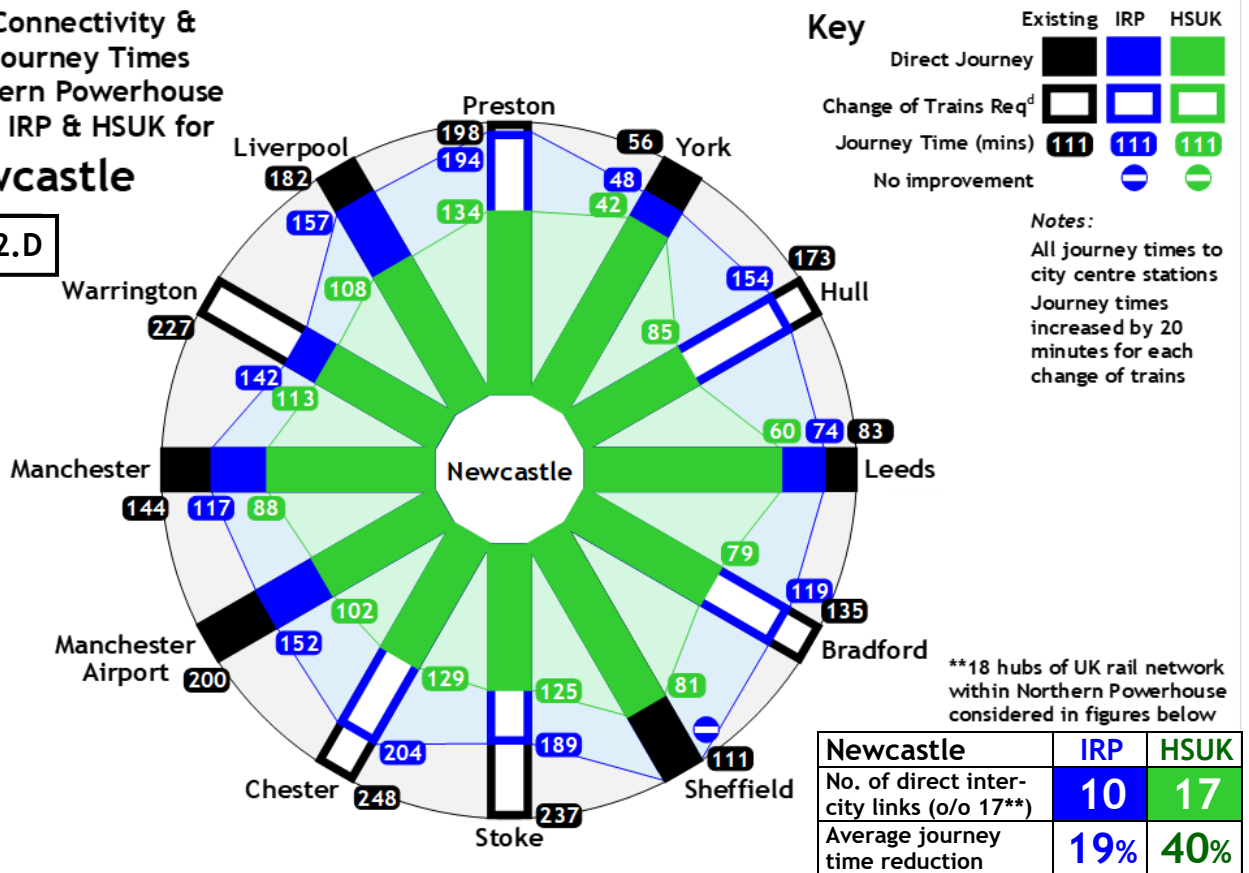 Connectivity &
ourney Times
ern Powerhouse
IRP & HSUK for
wcastle
2.D
Key
Existing IRP HSUK
Direct Journey
Change of Trains Reqd
Journey Time (mins) 111 111 111
No improvement
Notes:
All journey times to
city centre stations
Journey times
increased by 20
minutes for each
change of trains
Preston
198
194
134
York
56
48
42
Hull
173
154
85
Leeds
60 74 83
Bradford
79
119
135
Sheffield
81
111
Stoke
125
189
237
Chester
129
204
248
Manchester
Airport
102
152
200
Manchester
144 117 88
Warrington
227
142
113
Liverpool
182
157
108
Newcastle
**18 hubs of UK rail network
within Northern Powerhouse
considered in figures below
Newcastle IRP HSUK
No. of direct inter-
city links (o/o 17**) 10 17
Average journey
time reduction 19% 40%